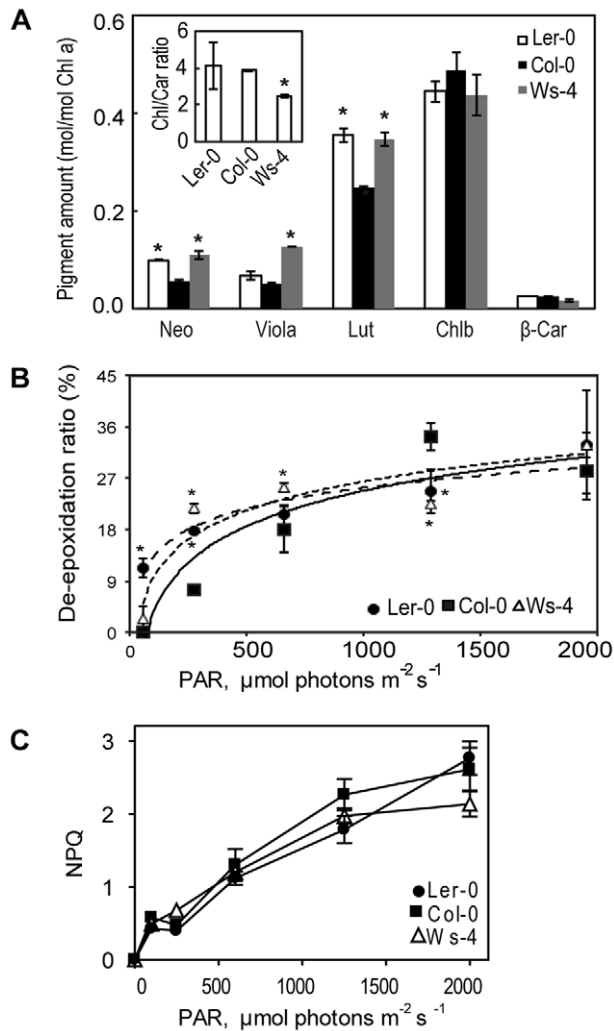 A
Pigment amount (mol/mol Chl a)
0.6
0.4
0.2
0.0
Chl/Car ratio
6
4
2
0
*
Ler-0
Col-0
Ws-4
Ler-0
Col-0
Ws-4
* *
*
* *
Neo Viola Lut Chlb β-Car
B
De-epoxidation ratio (%)
45
27
18
9
0
* * * * * *
Ler-0 Col-0 Ws-4
0 500 1000 1500 2000
PAR, μmol photons m⁻² s⁻¹
C
NPQ
3
2
1
0
Ler-0
Col-0
Ws-4
0 500 1000 1500 2000
PAR, μmol photons m⁻² s⁻¹